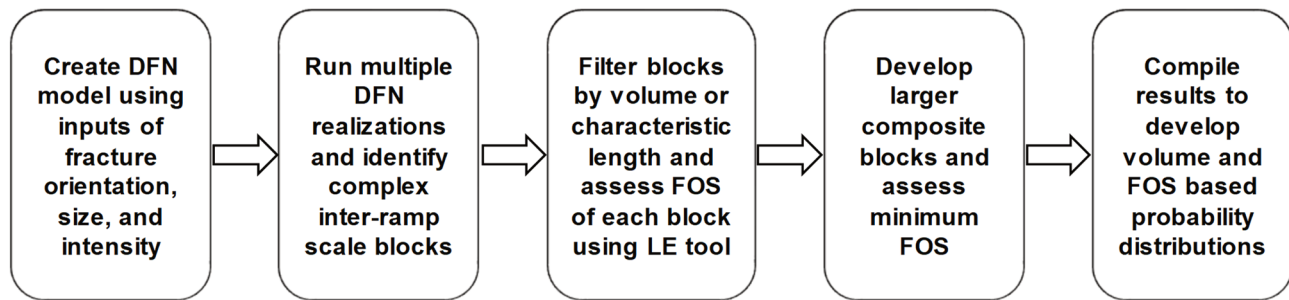 Create DFN
model using
inputs of
fracture
orientation,
size, and
intensity
Run multiple
DFN
realizations
and identify
complex
inter-ramp
scale blocks
Filter blocks
by volume or
characteristic
length and
assess FOS
of each block
using LE tool
Develop
larger
composite
blocks and
assess
minimum
FOS
Compile
results to
develop
volume and
FOS based
probability
distributions